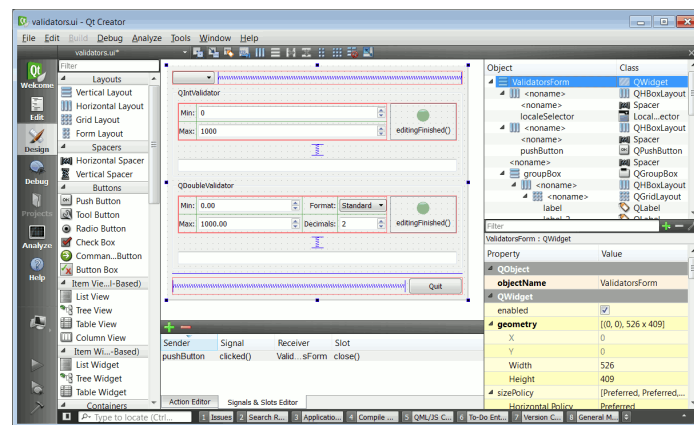 validators.ui - Qt Creator
File Edit Build Debug Analyze Tools Window Help
validators.ui*
Welcome
Edit
Design
Debug
Projects
Analyze
Help
Layouts
Vertical Layout
Horizontal Layout
Grid Layout
Form Layout
Spacers
Horizontal Spacer
Vertical Spacer
Buttons
Push Button
Tool Button
Radio Button
Check Box
Comman...Button
Button Box
Item Vie...l-Based)
List View
Tree View
Table View
Column View
Item Wi...-Based)
List Widget
Tree Widget
Table Widget
Containers
QIntValidator
Min: 0
Max: 1000
editingFinished()
QDoubleValidator
Min: 0.00 Format: Standard
Max: 1000.00 Decimals: 2
editingFinished()
Quit
Sender Signal Receiver Slot
pushButton clicked() Valid...sForm close()
Action Editor Signals & Slots Editor
Object Class
ValidatorsForm QWidget
<noname> QHBoxLayout
<noname> Spacer
localeSelector Local...ector
<noname> QHBoxLayout
<noname> Spacer
pushButton QPushButton
<noname> Spacer
groupBox QGroupBox
<noname> QHBoxLayout
<noname> QGridLayout
label QLabel
label_2 QLabel
Filter
ValidatorsForm : QWidget
Property Value
QObject
objectName ValidatorsForm
QWidget
enabled
geometry [(0, 0), 526 x 409]
X 0
Y 0
Width 526
Height 409
sizePolicy [Preferred, Preferred,...
Horizontal Policy Preferred
Type to locate (Ctrl... 1 Issues 2 Search R... 3 Applicatio... 4 Compile ... 5 QML/JS C... 6 To-Do Ent... 7 Version C... 8 General M...